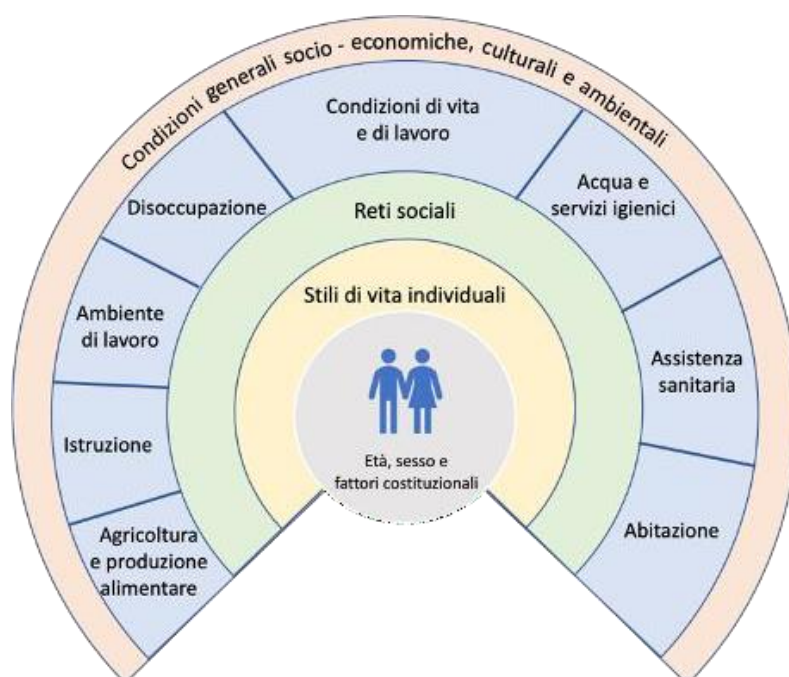 Condizioni generali socio - economiche, culturali e ambientali
Condizioni di vita
e di lavoro
Disoccupazione
Acqua e
servizi igienici
Reti sociali
Ambiente
di lavoro
Stili di vita individuali
Assistenza
sanitaria
Istruzione
Età, sesso e
fattori costituzionali
Agricoltura
e produzione
alimentare
Abitazione